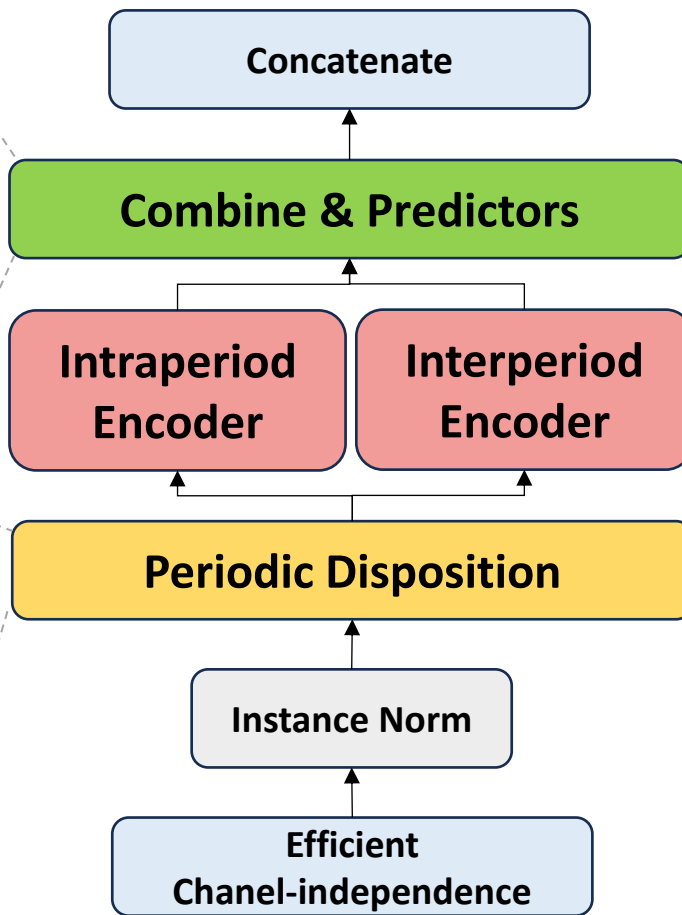 Concatenate
Combine & Predictors
Intraperiod
Encoder
Interperiod
Encoder
Periodic Disposition
Instance Norm
Efficient
Chanel-independence